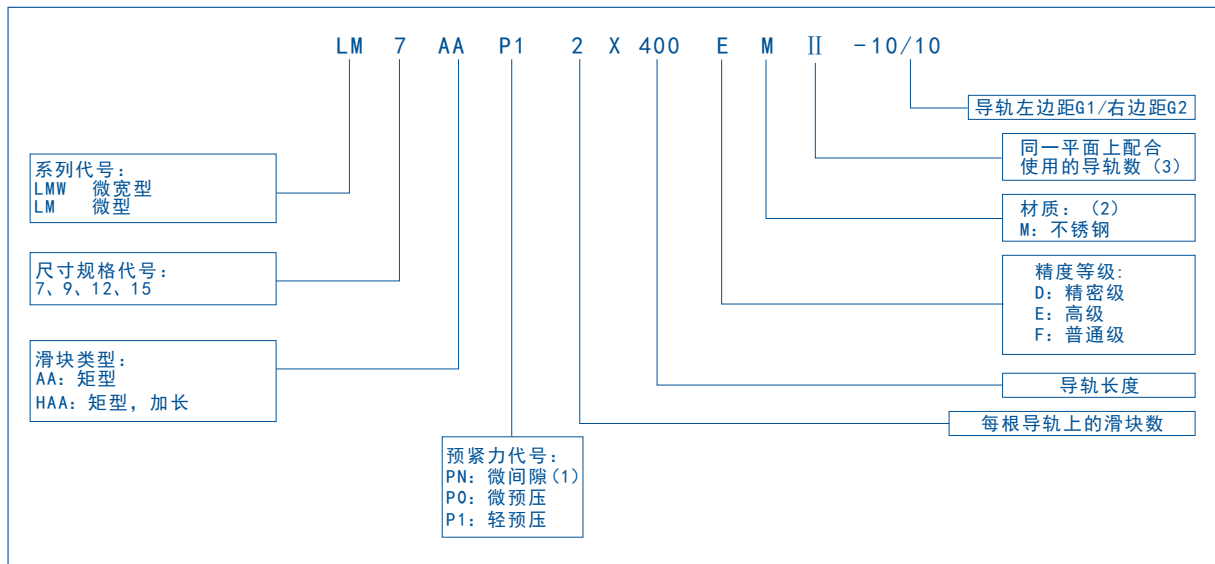 LM 7 AA P1 2 X 400 E M Ⅱ -10/10
导轨左边距G1/右边距G2
同一平面上配合
使用的导轨数（3）
系列代号：
LMW 微宽型
LM 微型
材质：（2）
M：不锈钢
尺寸规格代号：
7、9、12、15
精度等级:
D：精密级
E：高级
F：普通级
滑块类型：
AA：矩型
HAA：矩型，加长
导轨长度
每根导轨上的滑块数
预紧力代号：
PN：微间隙(1)
P0：微预压
P1：轻预压